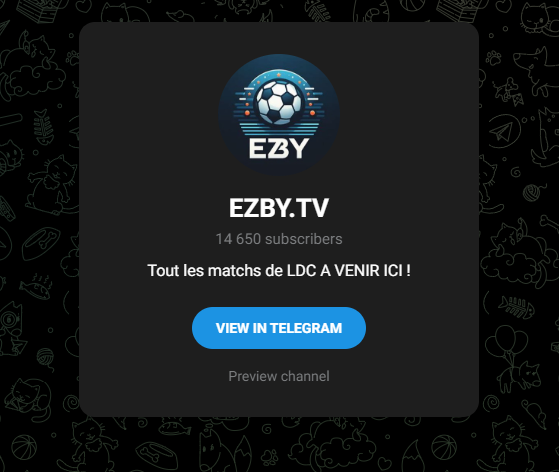 EZBY
EZBY.TV
14 650 subscribers
Tout les matchs de LDC A VENIR ICI !
VIEW IN TELEGRAM
Preview channel